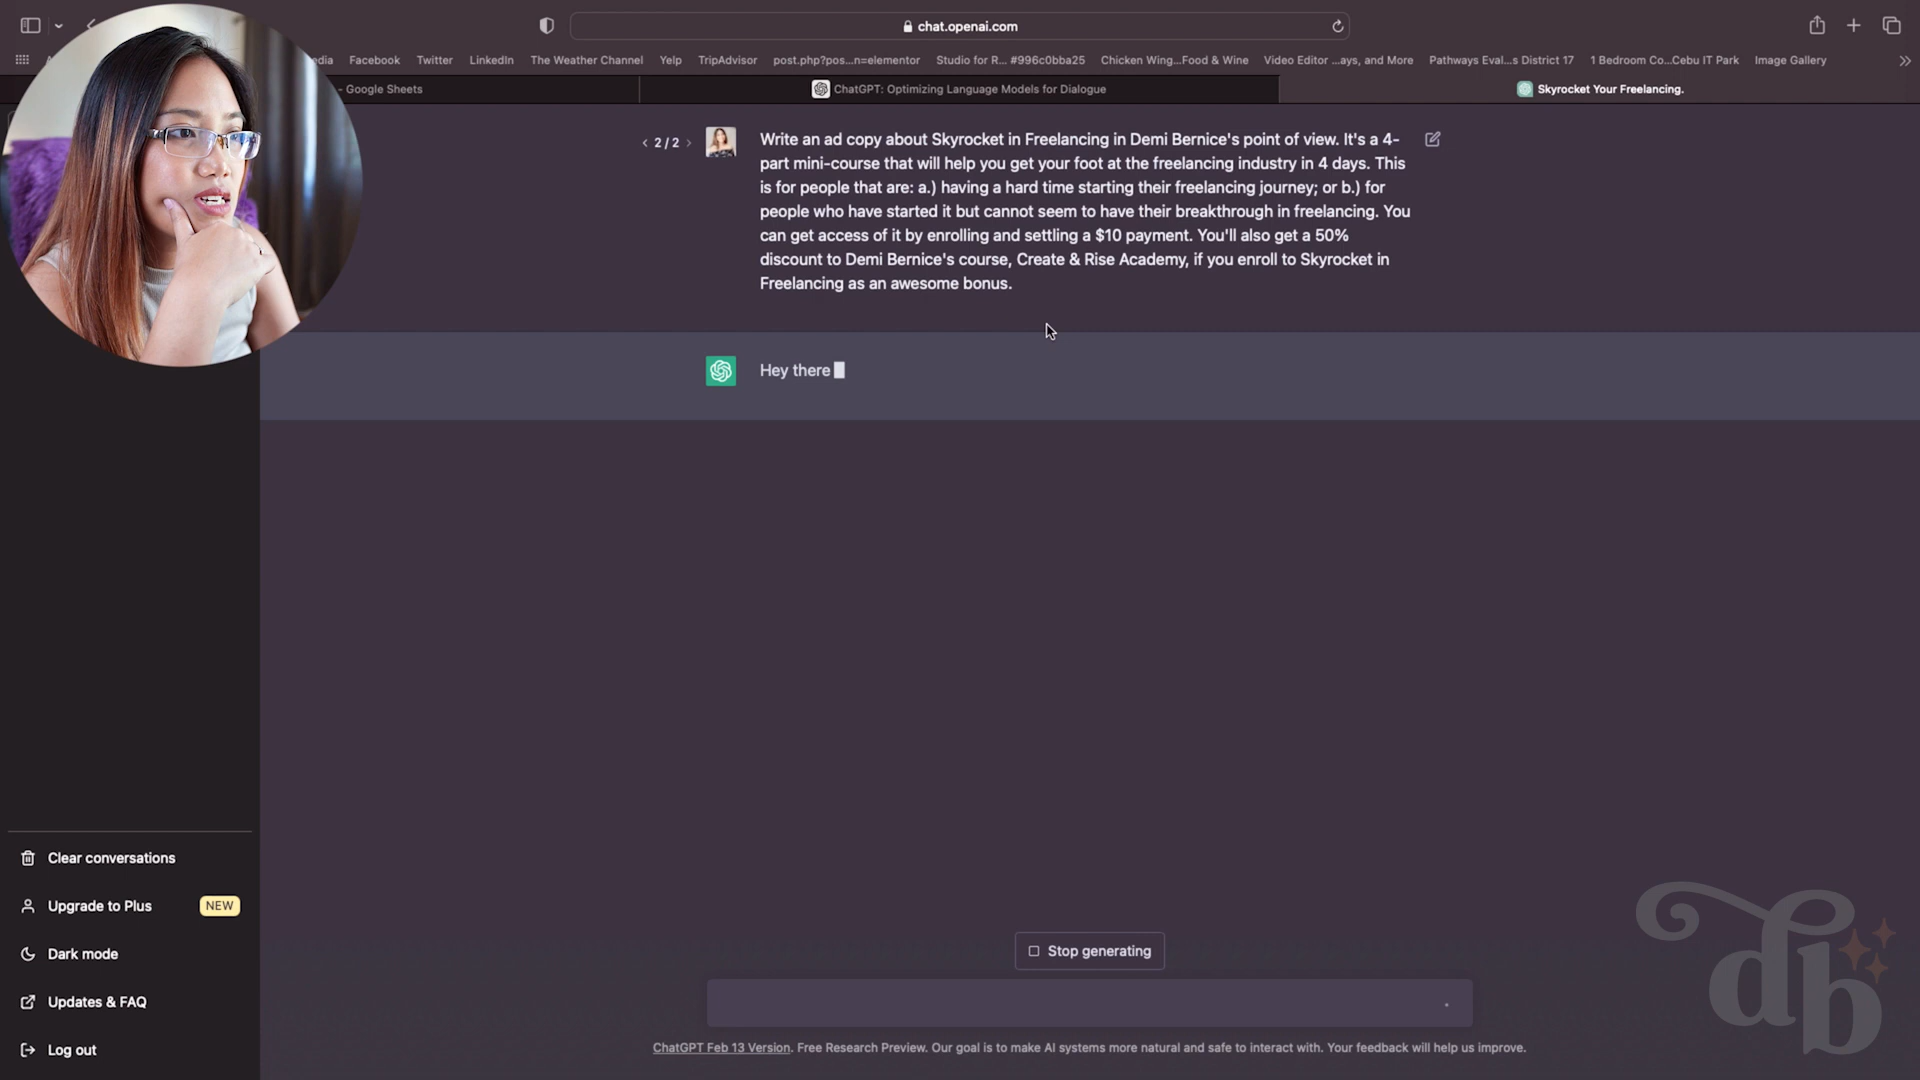 chat.openai.com
edia
Facebook
Twitter
LinkedIn
The Weather Channel
Yelp
TripAdvisor
post.php?pos...n=elementor
Studio for R... #996c0bba25
Chicken Wing...Food & Wine
Video Editor ...ays, and More
Pathways Eval...s District 17
1 Bedroom Co...Cebu IT Park
Image Gallery
- Google Sheets
ChatGPT: Optimizing Language Models for Dialogue
Skyrocket Your Freelancing.
2 / 2
Write an ad copy about Skyrocket in Freelancing in Demi Bernice's point of view. It's a 4-
part mini-course that will help you get your foot at the freelancing industry in 4 days. This
is for people that are: a.) having a hard time starting their freelancing journey; or b.) for
people who have started it but cannot seem to have their breakthrough in freelancing. You
can get access of it by enrolling and settling a $10 payment. You'll also get a 50%
discount to Demi Bernice's course, Create & Rise Academy, if you enroll to Skyrocket in
Freelancing as an awesome bonus.
Hey there
Clear conversations
Upgrade to Plus
NEW
Dark mode
Updates & FAQ
Log out
Stop generating
ChatGPT Feb 13 Version. Free Research Preview. Our goal is to make AI systems more natural and safe to interact with. Your feedback will help us improve.
db